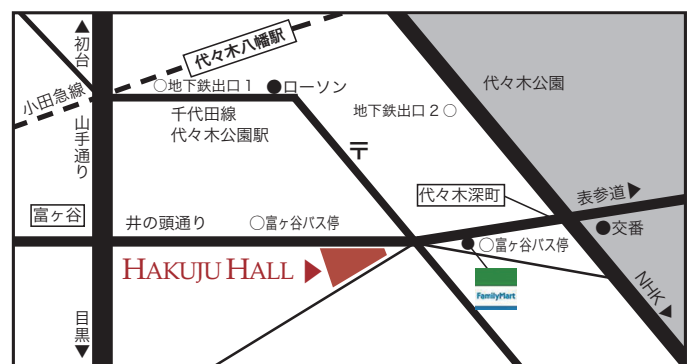 ▲初台
代々木八幡駅
小田急線
○地下鉄出口1
●ローソン
代々木公園
千代田線
代々木公園駅
地下鉄出口2○
山手通り
〒
代々木深町
表参道▶
富ヶ谷
井の頭通り
○富ヶ谷バス停
●交番
○富ヶ谷バス停
HAKUJU HALL ▶
FamilyMart
NHK▼
目黒▼